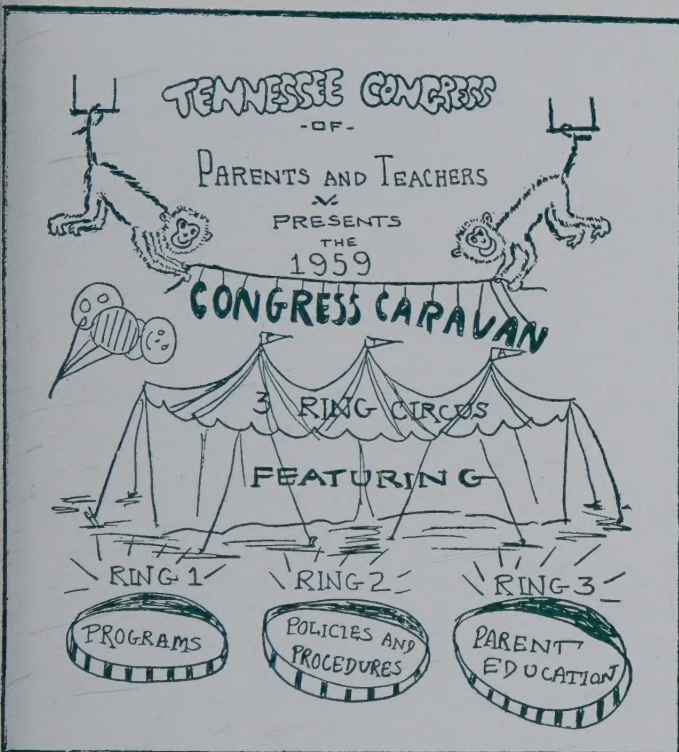 TENNESSEE CONGRESS
-OF-
PARENTS AND TEACHERS
PRESENTS
THE
1959
CONGRESS CARAVAN
3 RING CIRCUS
FEATURING
RING 1
RING 2
RING 3
PROGRAMS
POLICIES AND
PROCEDURES
PARENT
EDUCATION